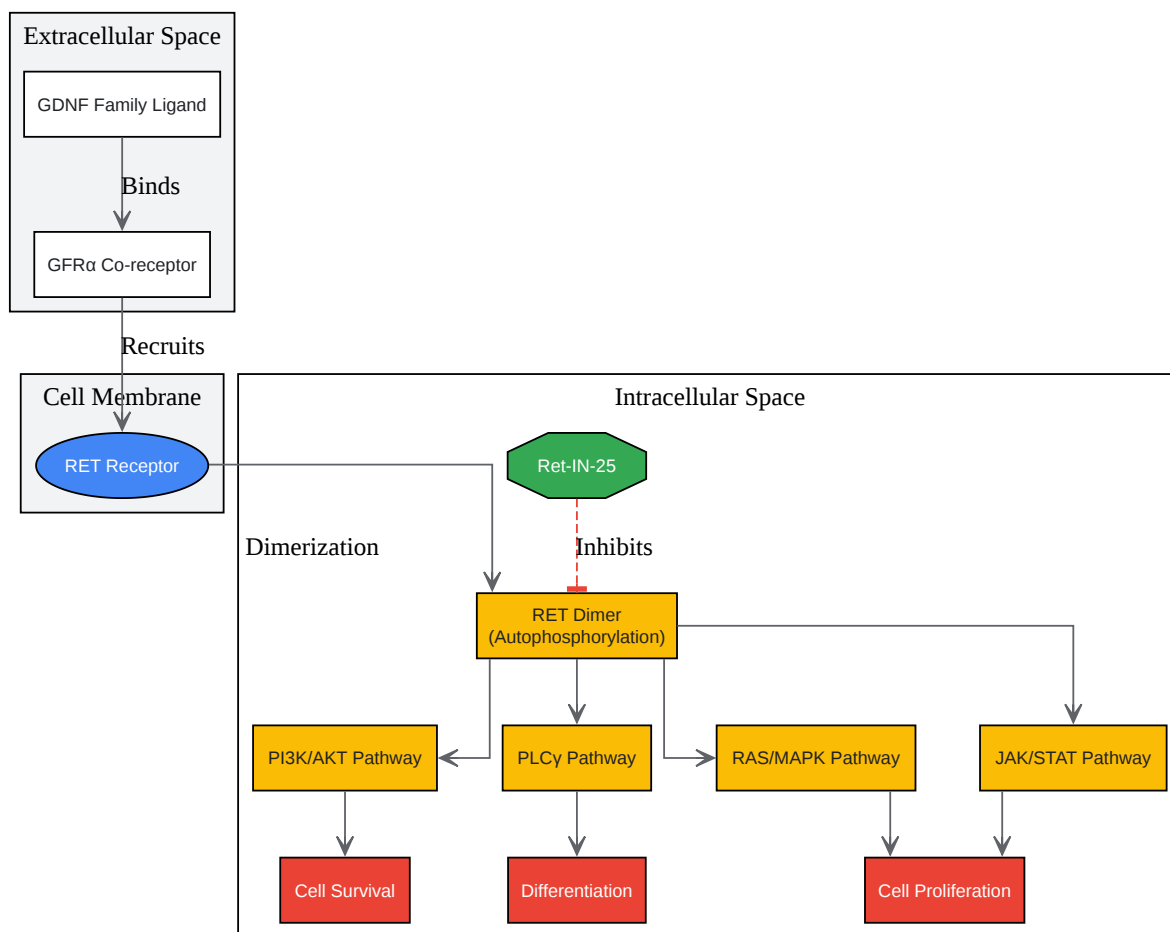 Extracellular Space
GDNF Family Ligand
Binds
GFRα Co-receptor
Recruits
Cell Membrane
RET Receptor
Intracellular Space
Ret-IN-25
Dimerization
Inhibits
RET Dimer
(Autophosphorylation)
PI3K/AKT Pathway
PLCγ Pathway
RAS/MAPK Pathway
JAK/STAT Pathway
Cell Survival
Differentiation
Cell Proliferation